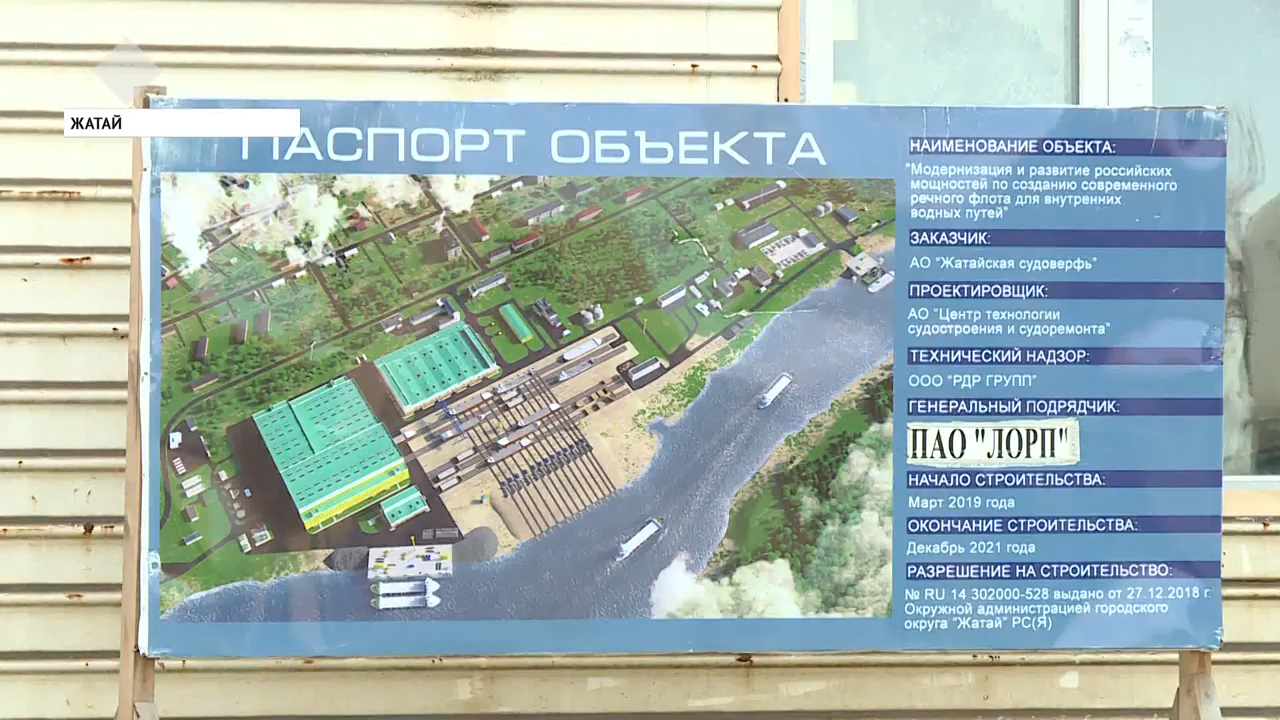 ЖАТАЙ
ПАСПОРТ ОБЪЕКТА
НАИМЕНОВАНИЕ ОБЪЕКТА:
"Модернизация и развитие российских
мощностей по созданию современного
речного флота для внутренних
водных путей"
ЗАКАЗЧИК:
АО "Жатайская судоверфь"
ПРОЕКТИРОВЩИК:
АО "Центр технологии
судостроения и судоремонта"
ТЕХНИЧЕСКИЙ НАДЗОР:
ООО "РДР ГРУПП"
ГЕНЕРАЛЬНЫЙ ПОДРЯДЧИК:
ПАО "ЛОРП"
НАЧАЛО СТРОИТЕЛЬСТВА:
Март 2019 года
ОКОНЧАНИЕ СТРОИТЕЛЬСТВА:
Декабрь 2021 года
РАЗРЕШЕНИЕ НА СТРОИТЕЛЬСТВО:
№ RU 14 302000-528 выдано от 27.12.2018 г.
Окружной администрацией городского
округа "Жатай" РС(Я)